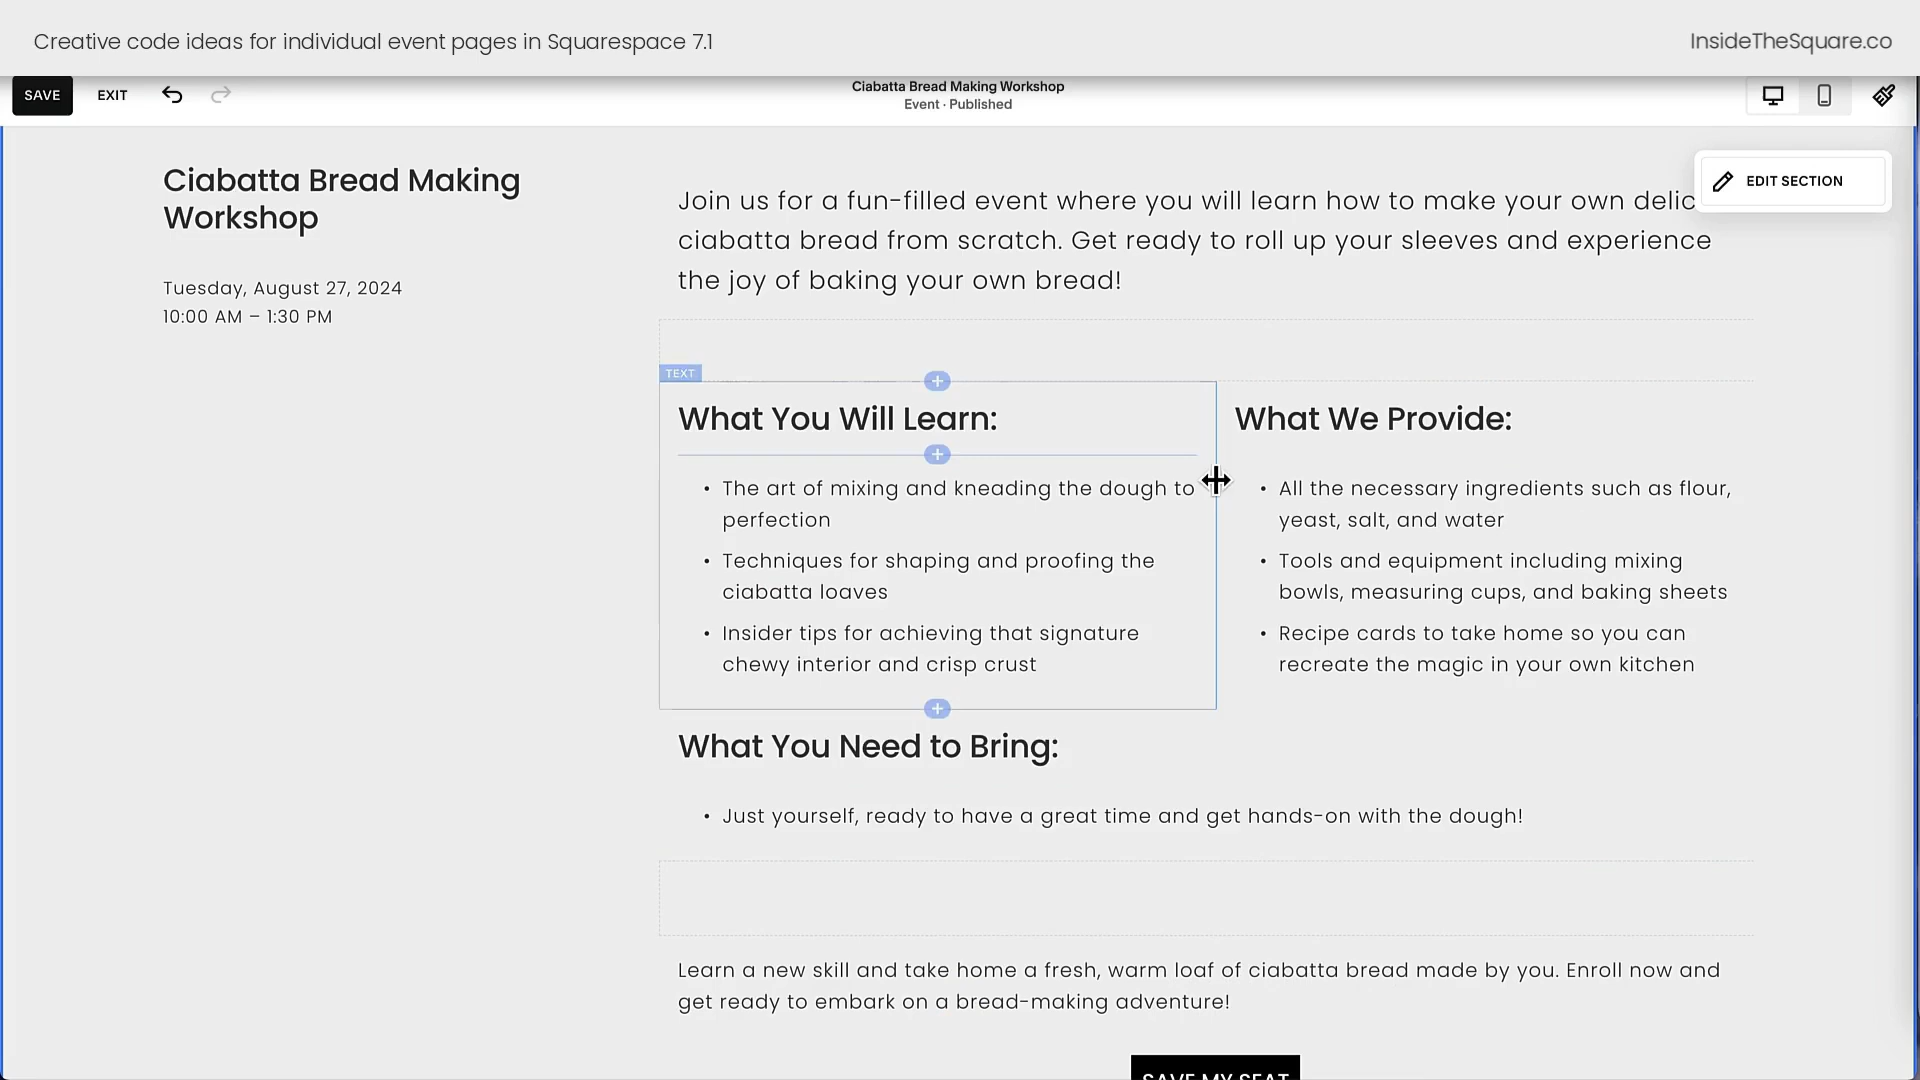 Creative code ideas for individual event pages in Squarespace 7.1
InsideTheSquare.co
SAVE
EXIT
Ciabatta Bread Making Workshop
Event · Published
EDIT SECTION
Ciabatta Bread Making
Workshop
Tuesday, August 27, 2024
10:00 AM – 1:30 PM
Join us for a fun-filled event where you will learn how to make your own delic
ciabatta bread from scratch. Get ready to roll up your sleeves and experience
the joy of baking your own bread!
TEXT
What You Will Learn:
• The art of mixing and kneading the dough to
perfection
• Techniques for shaping and proofing the
ciabatta loaves
• Insider tips for achieving that signature
chewy interior and crisp crust
What We Provide:
• All the necessary ingredients such as flour,
yeast, salt, and water
• Tools and equipment including mixing
bowls, measuring cups, and baking sheets
• Recipe cards to take home so you can
recreate the magic in your own kitchen
What You Need to Bring:
• Just yourself, ready to have a great time and get hands-on with the dough!
Learn a new skill and take home a fresh, warm loaf of ciabatta bread made by you. Enroll now and
get ready to embark on a bread-making adventure!
SAVE MY SEAT